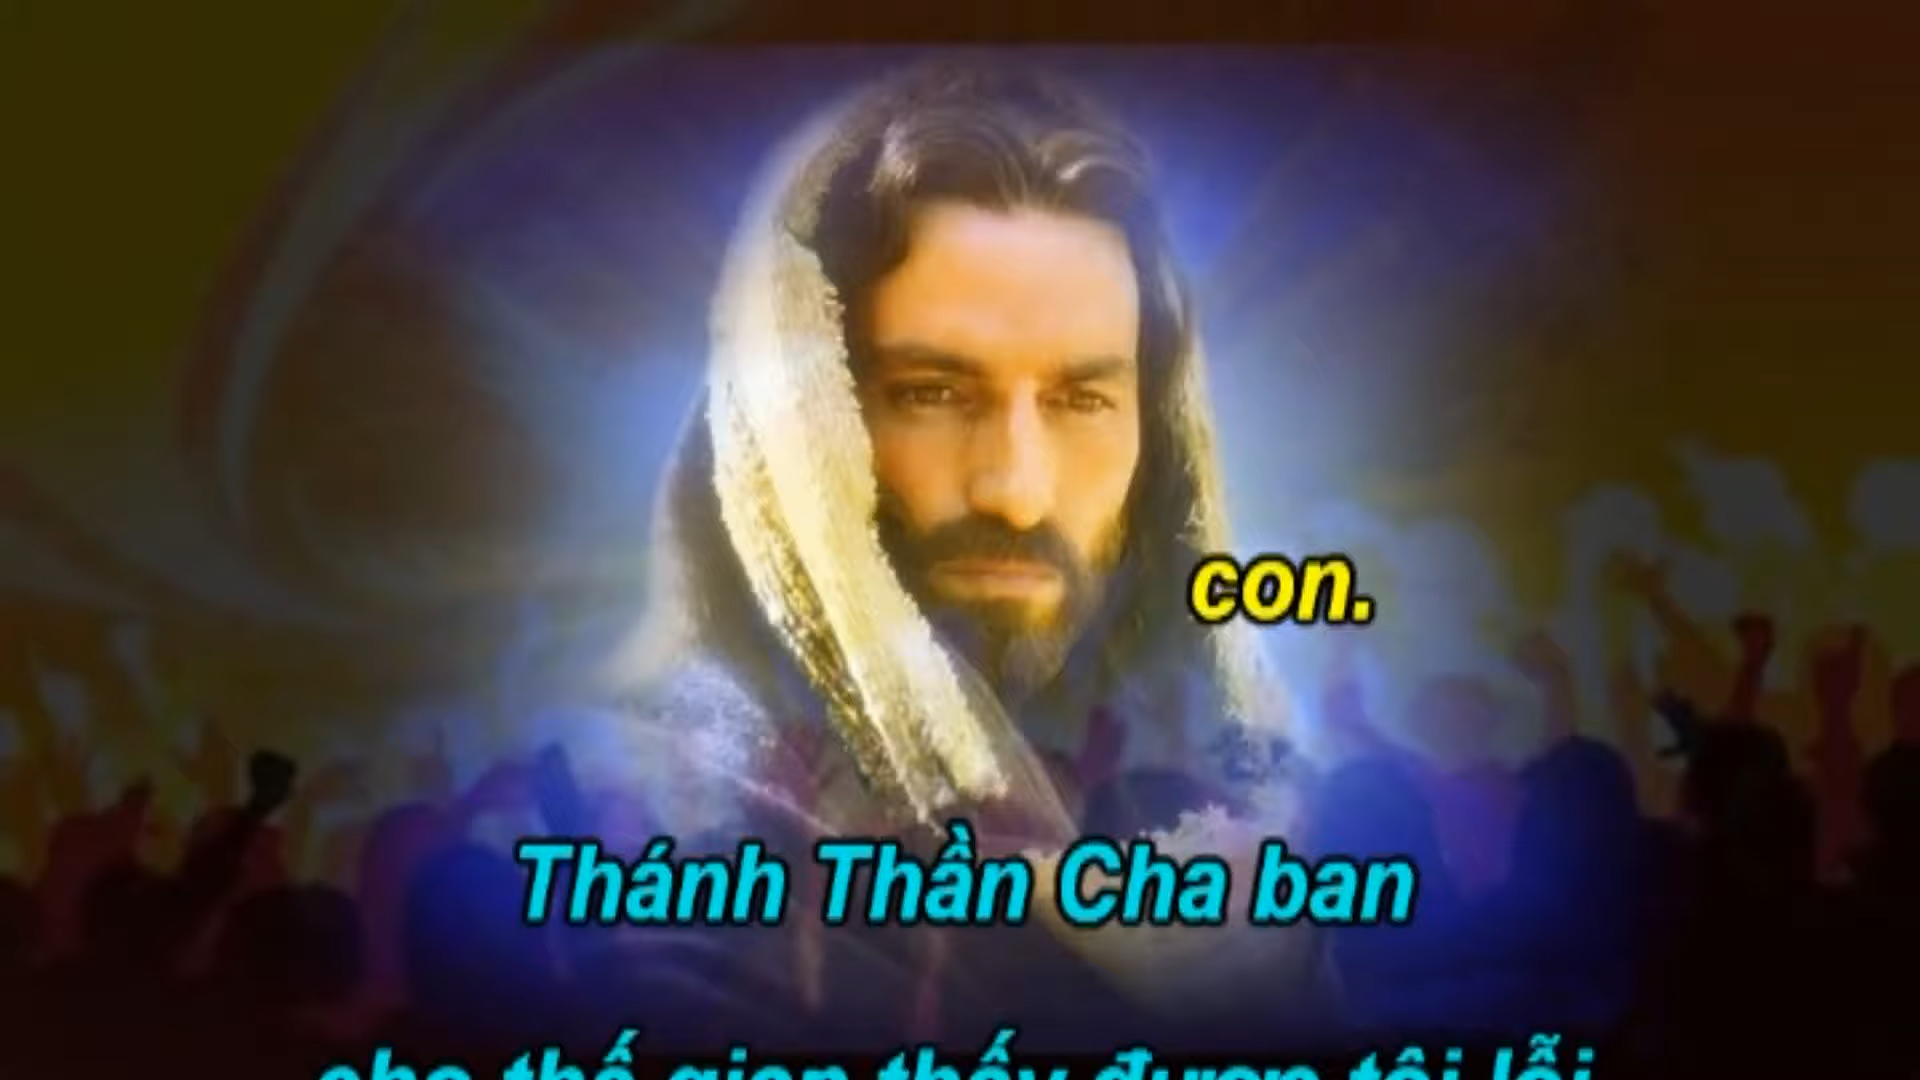 con.
Thánh Thần Cha ban
cho thế gian thấy được tội lỗi